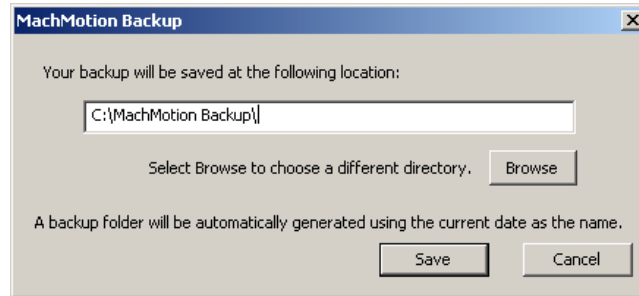 MachMotion Backup
Your backup will be saved at the following location:
C:\MachMotion Backup\
Select Browse to choose a different directory. Browse
A backup folder will be automatically generated using the current date as the name.
Save Cancel